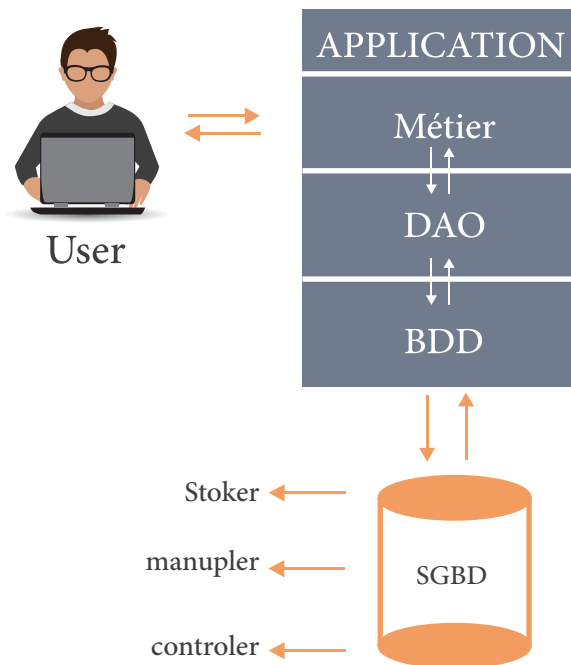 APPLICATION
Métier
User
DAO
BDD
Stoker
manupler
SGBD
controler